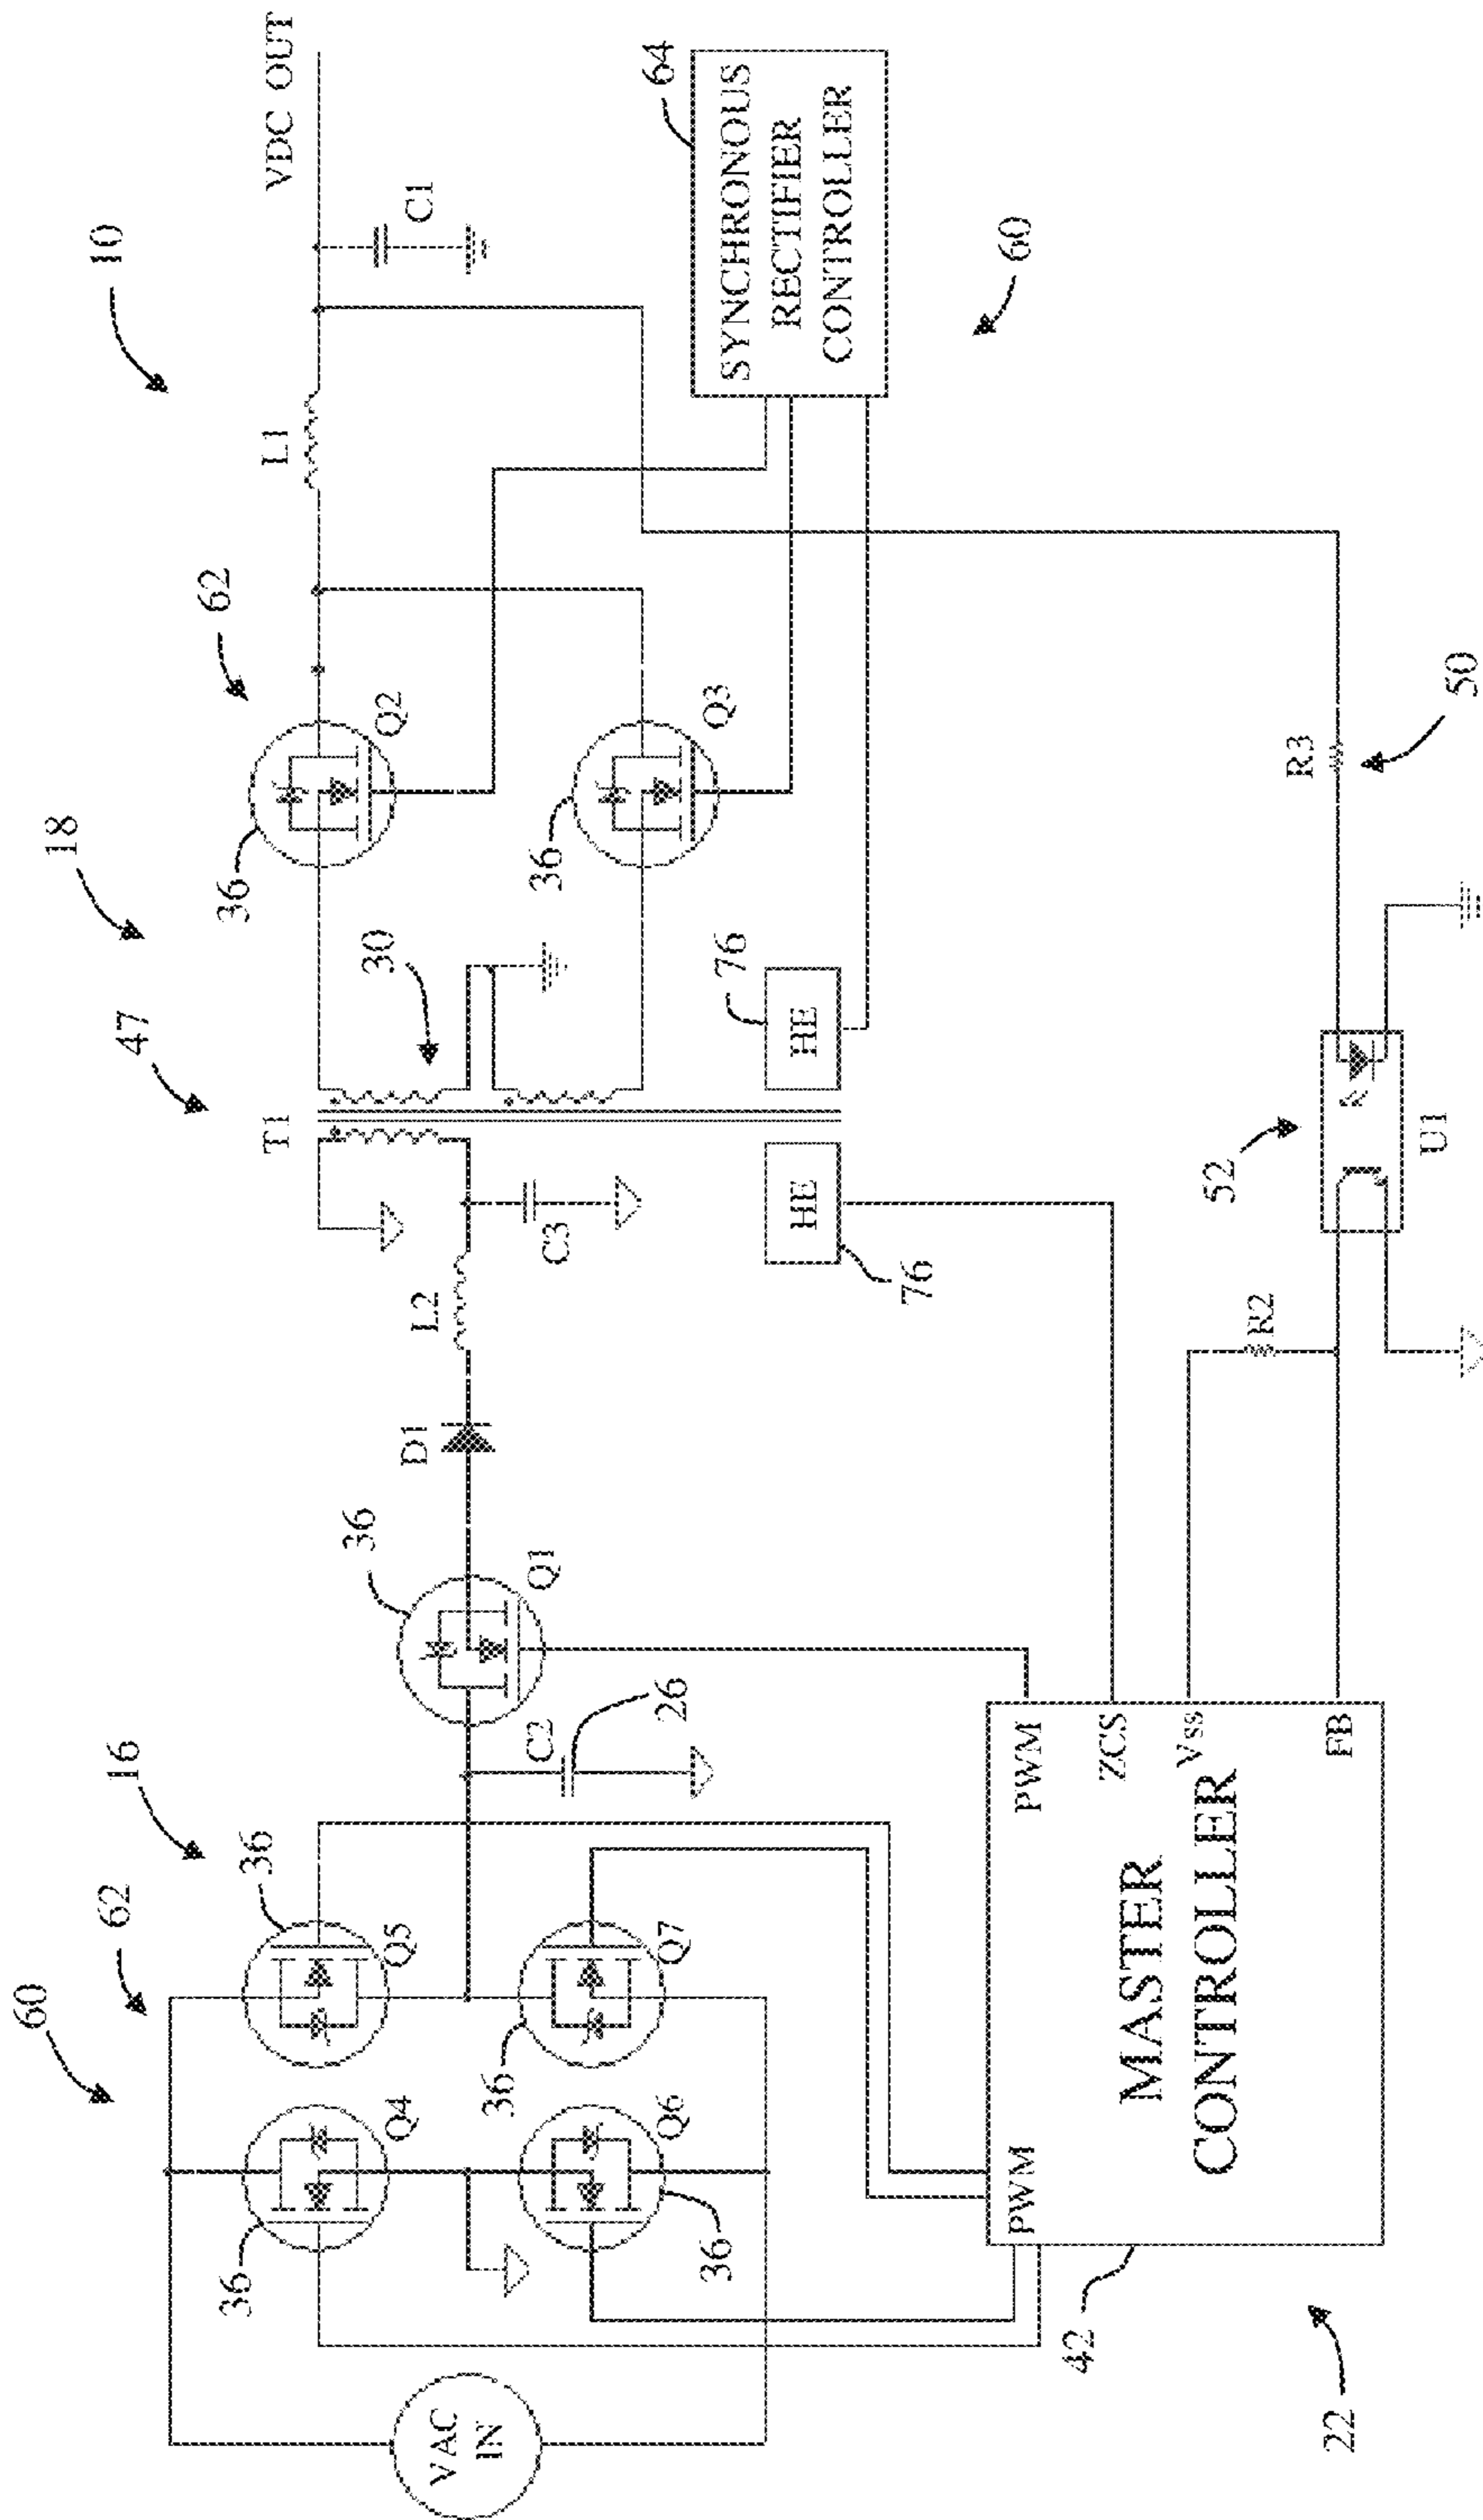 10
VDC OUT
C1
L1
62
Q2
36
18
47
30
T1
36
Q3
76
HE
HE
76
SYNCHRONOUS
RECTIFIER
CONTROLLER
64
60
L2
C3
D1
36
Q1
16
C2
26
62
60
36
Q5
Q7
36
Q4
36
Q6
36
VAC
IN
PWM
PWM
ZCS
Vss
FB
MASTER
CONTROLLER
42
22
R2
52
U1
R3
50